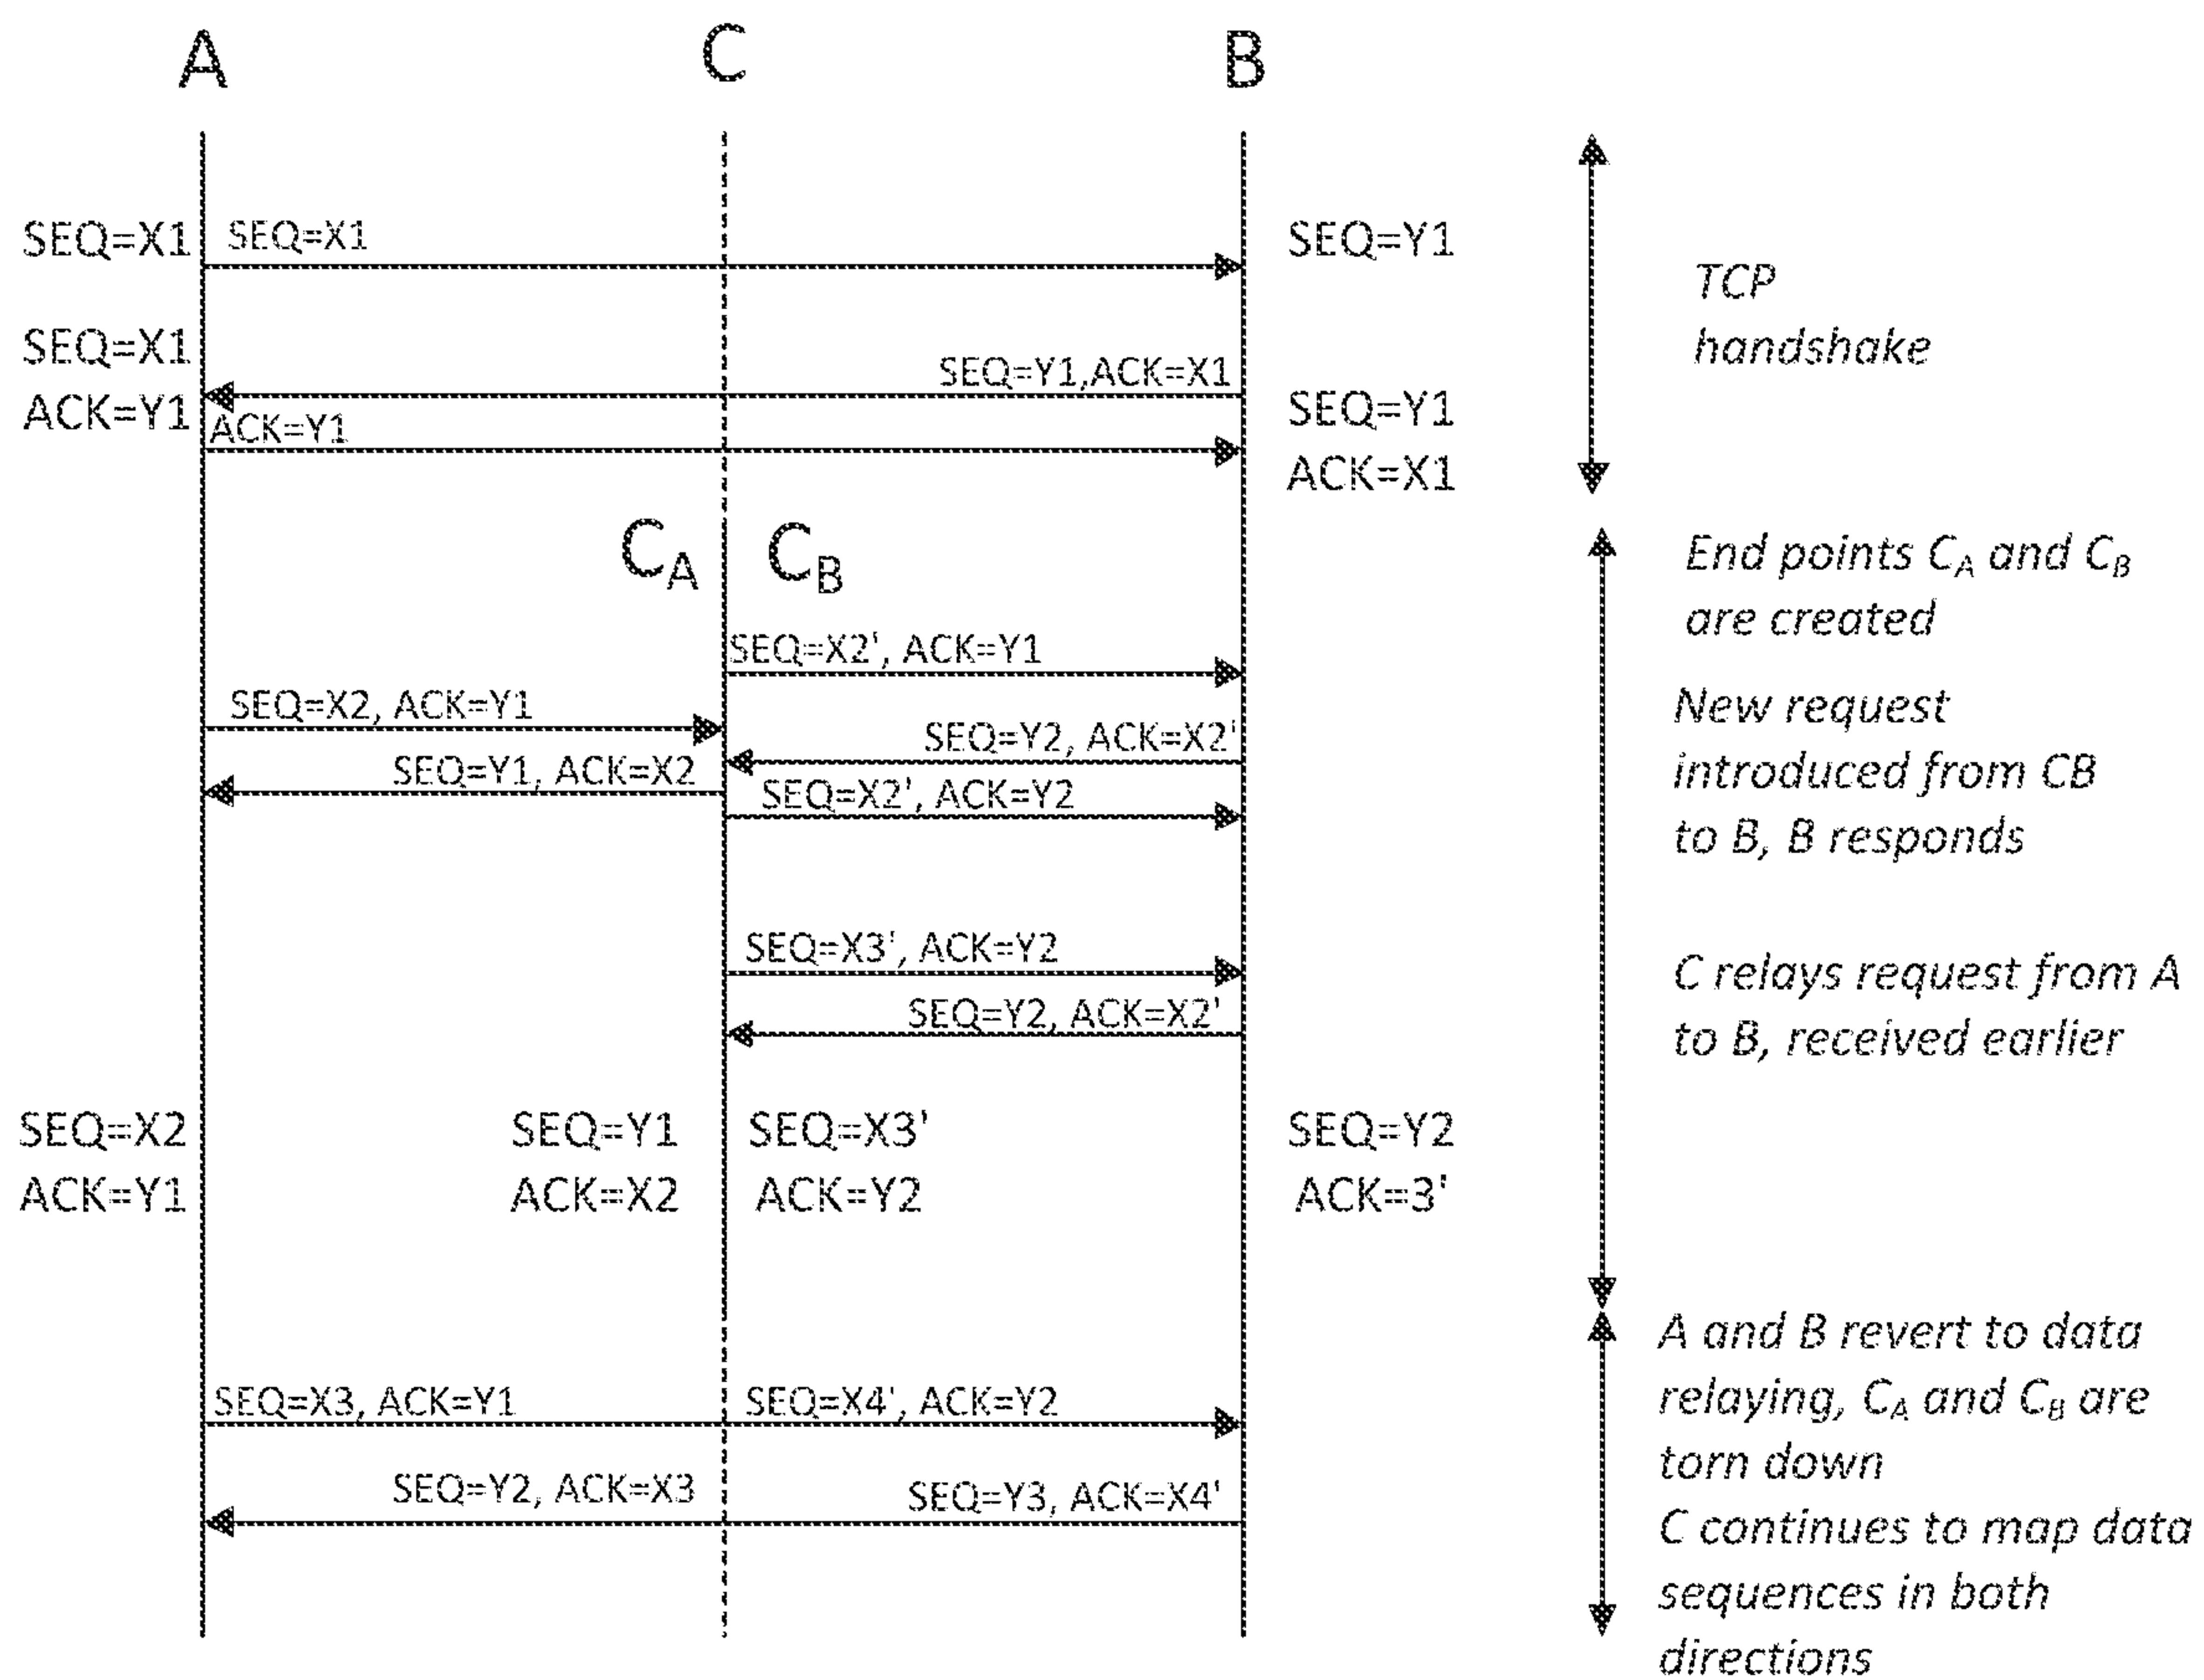 A
C
B
SEQ=X1
SEQ=X1
SEQ=Y1
TCP
handshake
SEQ=X1
ACK=Y1
SEQ=Y1,ACK=X1
SEQ=Y1
ACK=X1
ACK=Y1
C_A
C_B
End points C_A and C_B
are created
SEQ=X2', ACK=Y1
SEQ=X2, ACK=Y1
SEQ=Y2, ACK=X2'
SEQ=Y1, ACK=X2
SEQ=X2', ACK=Y2
New request
introduced from CB
to B, B responds
SEQ=X3', ACK=Y2
SEQ=Y2, ACK=X2'
C relays request from A
to B, received earlier
SEQ=X2
ACK=Y1
SEQ=Y1
ACK=X2
SEQ=X3'
ACK=Y2
SEQ=Y2
ACK=3'
SEQ=X3, ACK=Y1
SEQ=X4', ACK=Y2
SEQ=Y2, ACK=X3
SEQ=Y3, ACK=X4'
A and B revert to data
relaying, C_A and C_B are
torn down
C continues to map data
sequences in both
directions